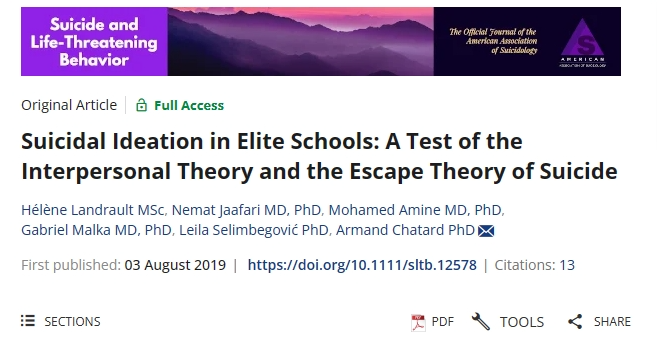 Suicide and
Life-Threatening
Behavior
The Official Journal of the
American Association
of Suicidology
S
AMERICAN
ASSOCIATION OF SUICIDOLOGY
Original Article
Full Access
Suicidal Ideation in Elite Schools: A Test of the
Interpersonal Theory and the Escape Theory of Suicide
Hélène Landrault MSc, Nemat Jaafari MD, PhD, Mohamed Amine MD, PhD,
Gabriel Malka MD, PhD, Leila Selimbegović PhD, Armand Chatard PhD
First published: 03 August 2019 | https://doi.org/10.1111/sltb.12578 | Citations: 13
SECTIONS
PDF
TOOLS
SHARE